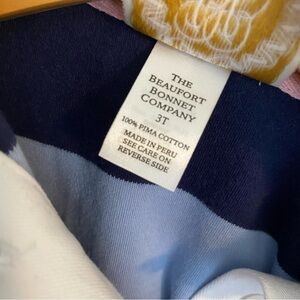 THE
BEAUFORT
BONNET
COMPANY
3T
100% PIMA COTTON
MADE IN PERU
SEE CARE ON
REVERSE SIDE